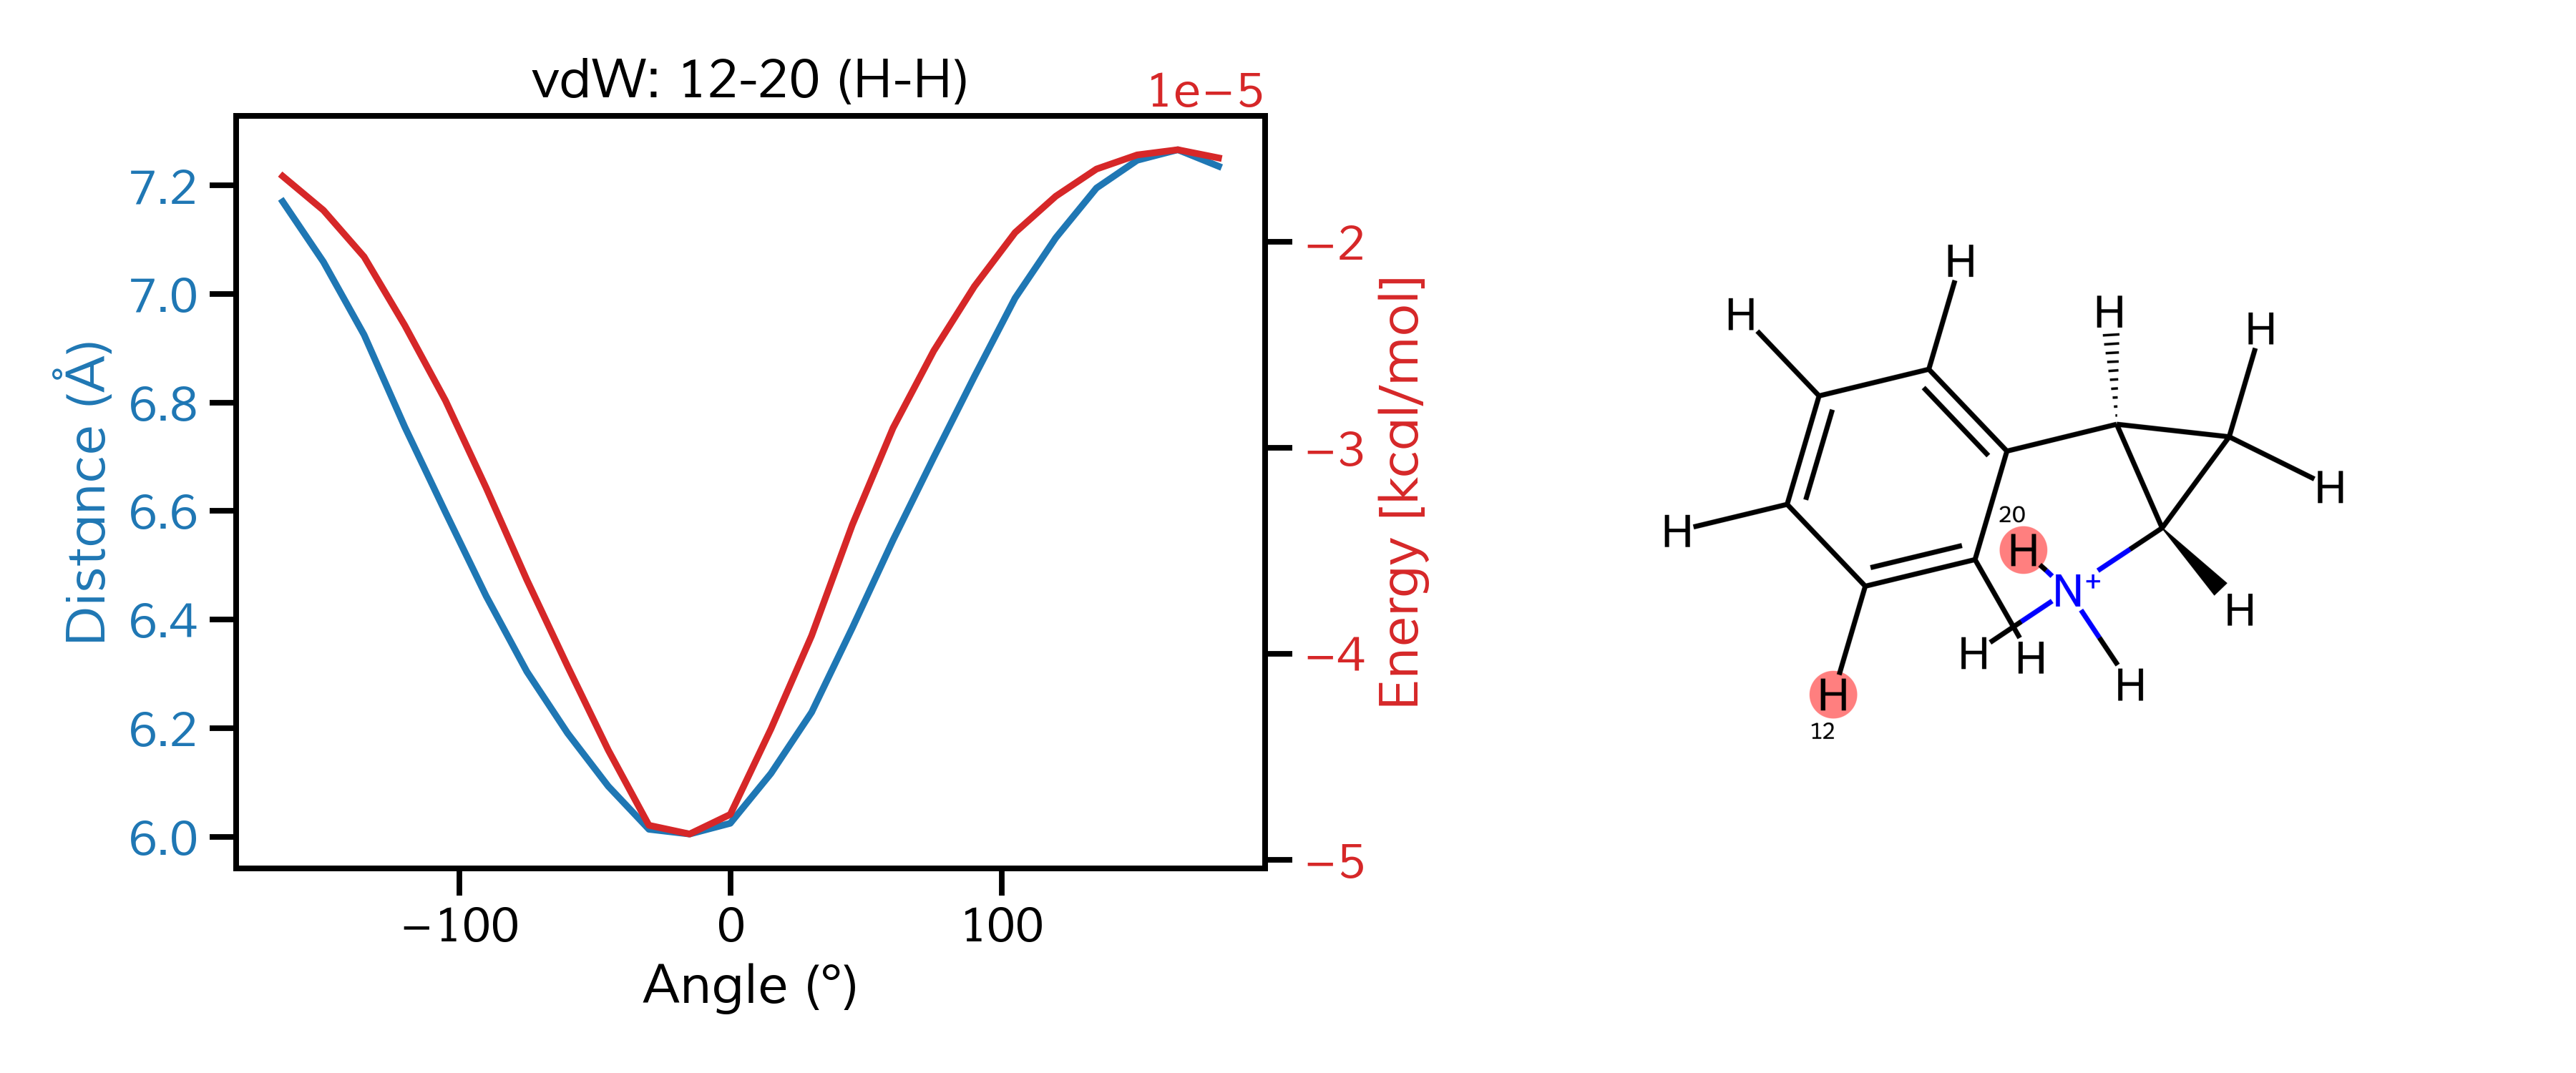 vdW: 12-20 (H-H)
1e−5
Distance (Å)
7.2
7.0
6.8
6.6
6.4
6.2
6.0
−2
−3
−4
−5
Energy [kcal/mol]
−100
0
100
Angle (°)
H
H
H
H
H
H
H
20
H
N⁺
H
H
H
H
H
12